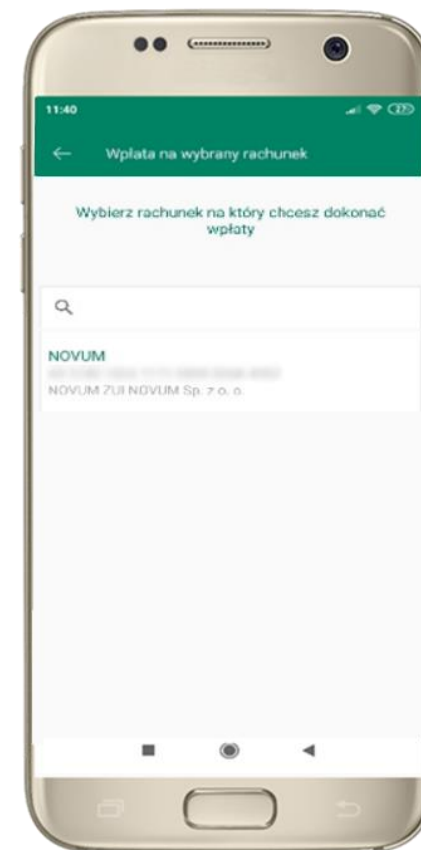 11:40
Wpłata na wybrany rachunek
Wybierz rachunek na który chcesz dokonać
wpłaty
NOVUM
NOVUM ZUI NOVUM Sp. z o. o.